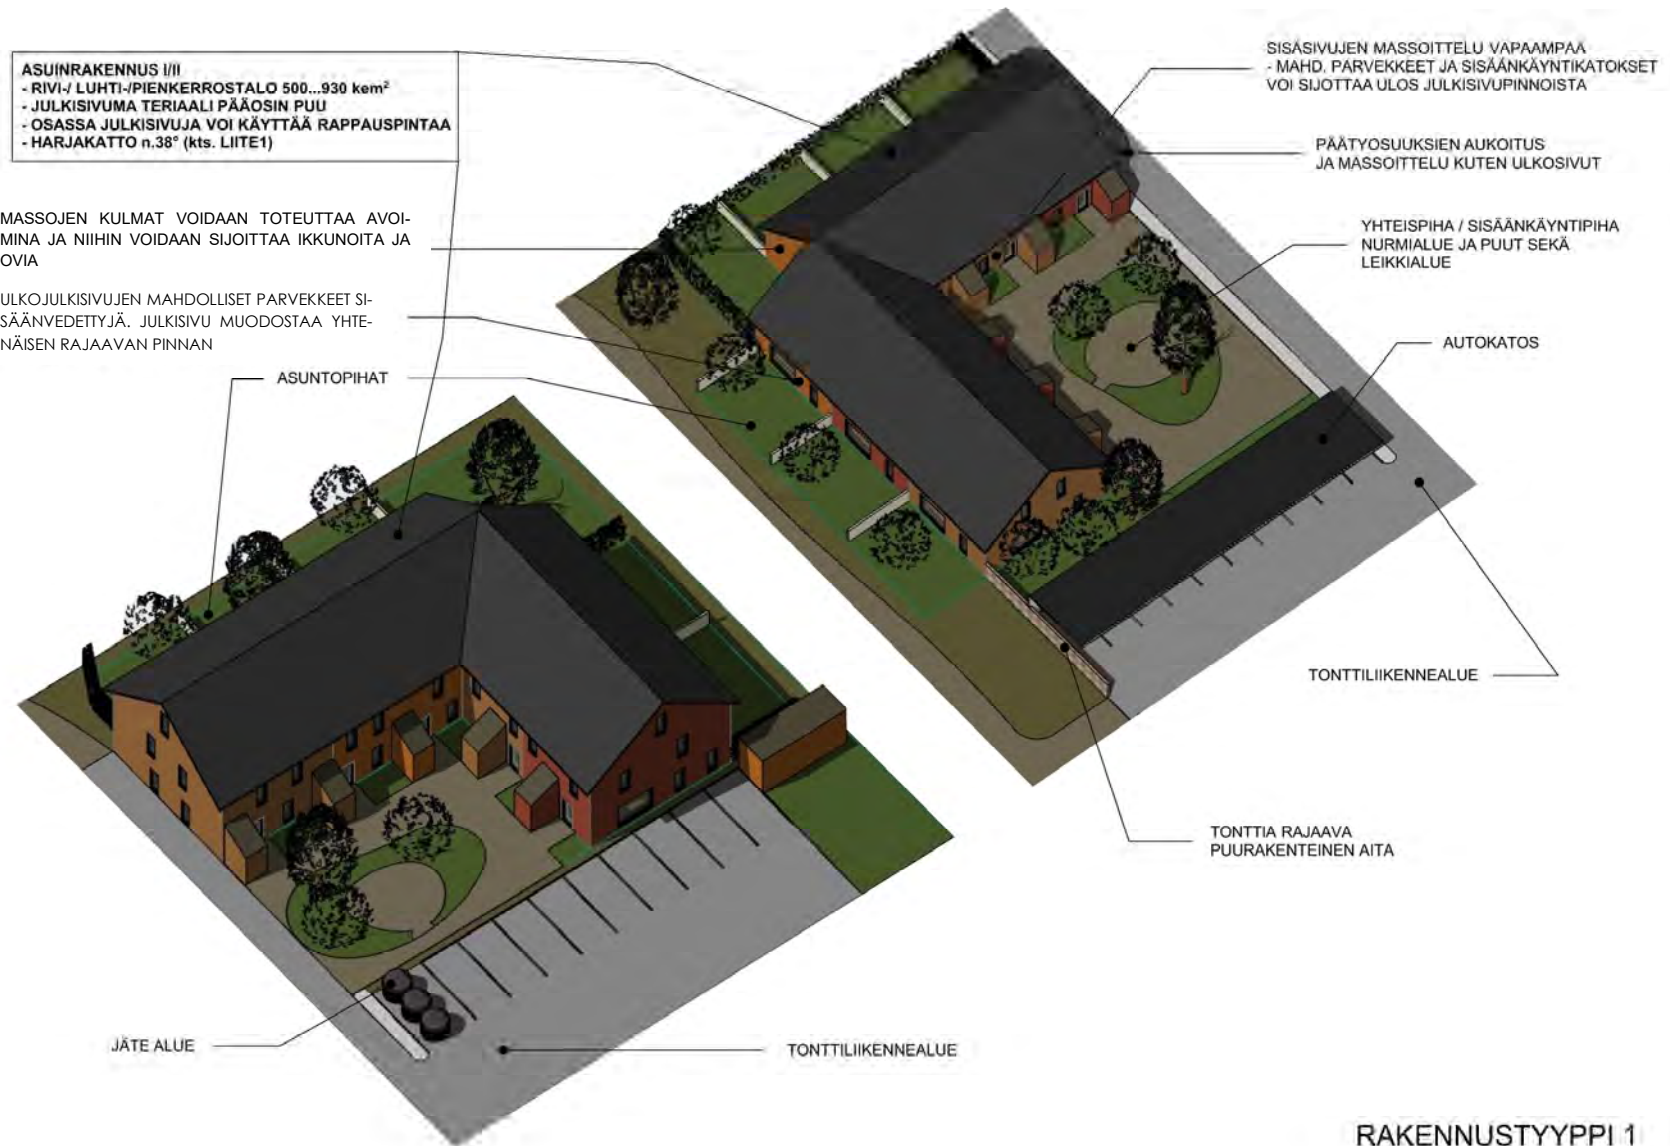 ASUINRAKENNUS I/II
- RIVI-/ LUHTI-/PIENKERROSTALO 500...930 kem²
- JULKISIVUMA TERIAALI PÄÄOSIN PUU
- OSASSA JULKISIVUJA VOI KÄYTTÄÄ RAPPAUSPINTAA
- HARJAKATTO n.38° (kts. LIITE1)
MASSOJEN KULMAT VOIDAAN TOTEUTTAA AVOI-
MINA JA NIIHIN VOIDAAN SIJOITTAA IKKUNOITA JA
OVIA
ULKOJULKISIVUJEN MAHDOLLISET PARVEKKEET SI-
SÄÄNVEDETTYJÄ. JULKISIVU MUODOSTAA YHTE-
NÄISEN RAJAAVAN PINNAN
ASUNTOPIHAT
SISÄSIVUJEN MASSOITTELU VAPAAMPAA
- MAHD. PARVEKKEET JA SISÄÄNKÄYNTIKATOKSET
VOI SIJOTTAA ULOS JULKISIVUPINNOISTA
PÄÄTYOSUUKSIEN AUKOITUS
JA MASSOITTELU KUTEN ULKOSIVUT
YHTEISPIHA / SISÄÄNKÄYNTIPIHA
NURMIALUE JA PUUT SEKÄ
LEIKKIALUE
AUTOKATOS
TONTTILIIKENNEALUE
TONTTIA RAJAAVA
PUURAKENTEINEN AITA
JÄTE ALUE
TONTTILIIKENNEALUE
RAKENNUSTYYPPI 1